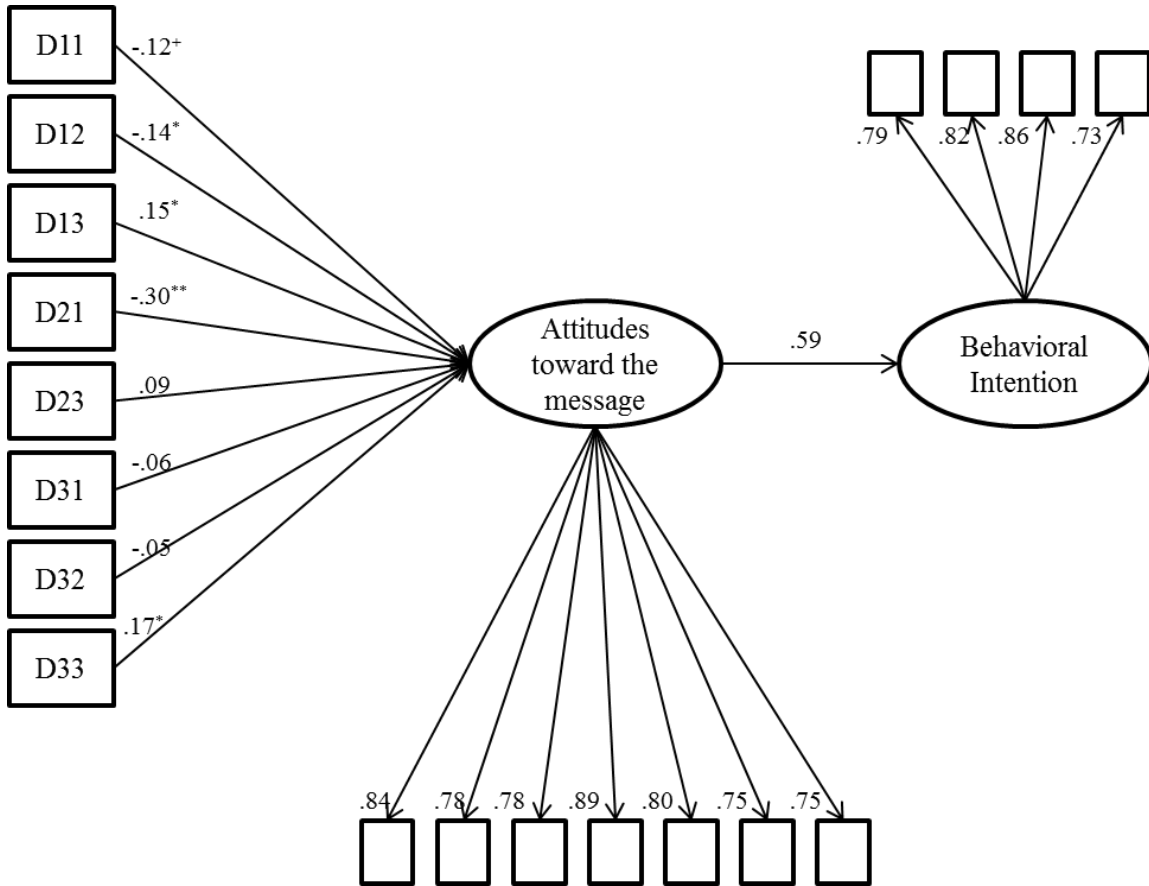 D11
-.12⁺
D12
-.14*
D13
.15*
D21
-.30**
D23
.09
D31
-.06
D32
-.05
D33
.17*
Attitudes
toward the
message
.59
Behavioral
Intention
.79
.82
.86
.73
.84
.78
.78
.89
.80
.75
.75